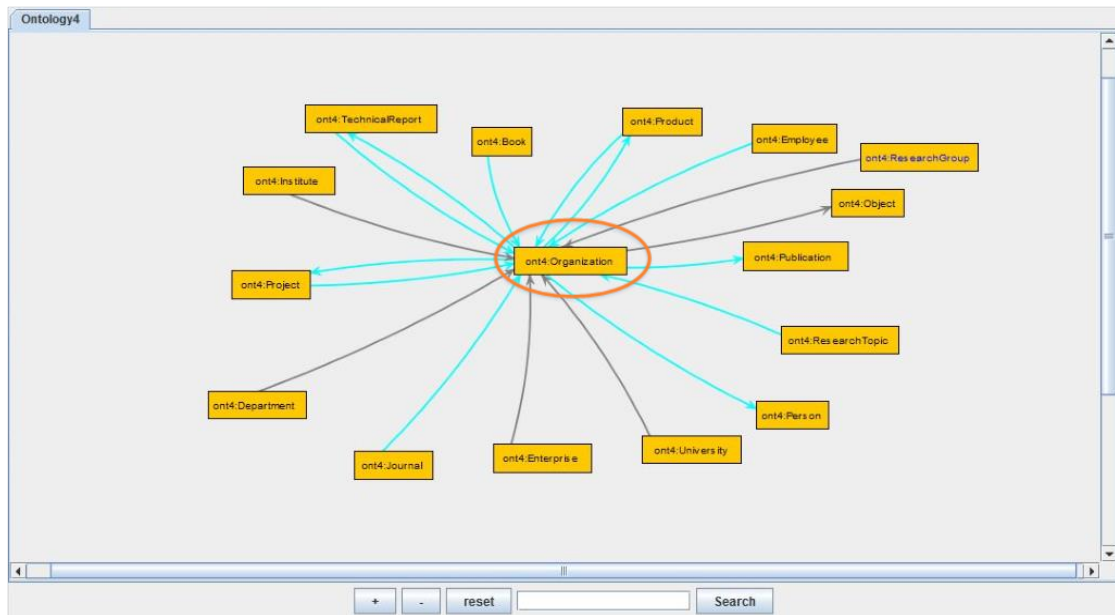 Ontology4
ont4:TechnicalReport
ont4:Book
ont4:Product
ont4:Employee
ont4:ResearchGroup
ont4:Institute
ont4:Object
ont4:Organization
ont4:Publication
ont4:Project
ont4:ResearchTopic
ont4:Department
ont4:Person
ont4:Journal
ont4:Enterprise
ont4:University
+ - reset Search